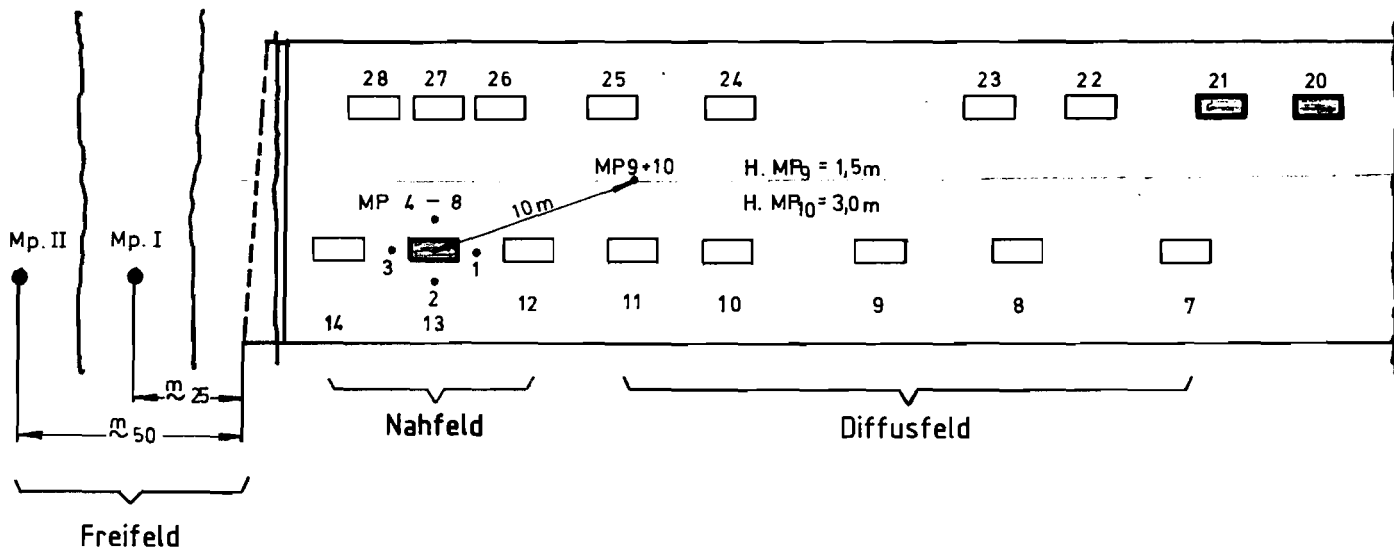 28 27 26 25 24 23 22 21 20
MP9+10 H. MP9 = 1,5m
MP 4 - 8 10m H. MP10 = 3,0m
Mp. II Mp. I
3 1
2 12 11 10 9 8 7
14 13
m
~ 25
Nahfeld Diffusfeld
m
~ 50
Freifeld